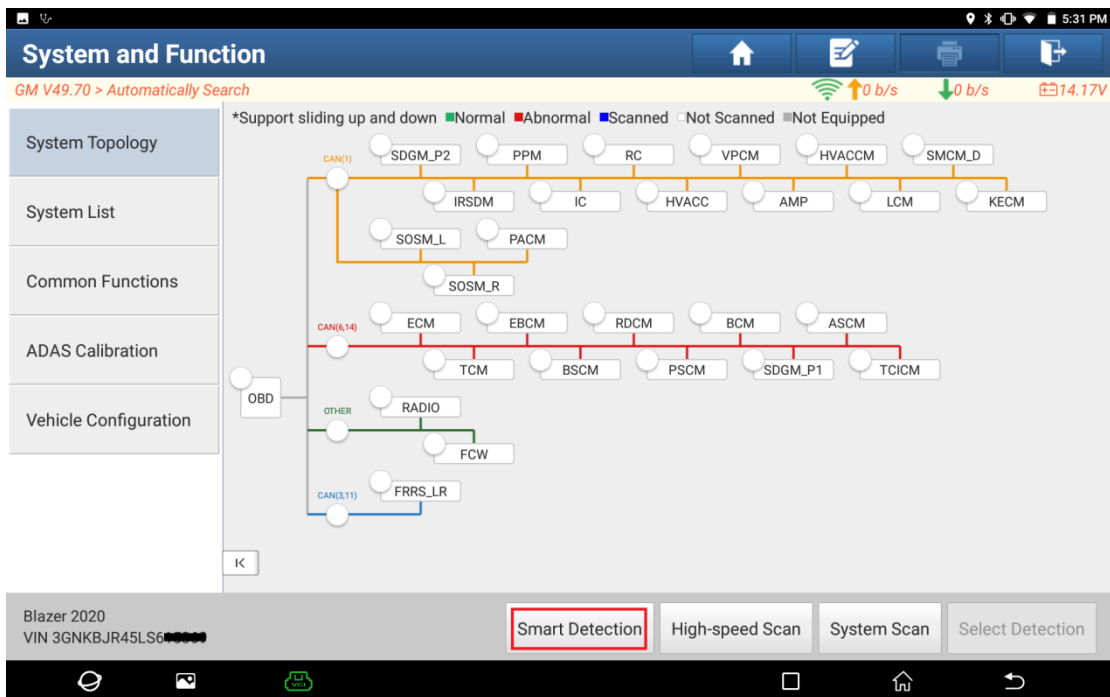 5:31 PM
System and Function
GM V49.70 > Automatically Search
0 b/s
0 b/s
14.17V
System Topology
System List
Common Functions
ADAS Calibration
Vehicle Configuration
*Support sliding up and down Normal Abnormal Scanned Not Scanned Not Equipped
CAN(1)
SDGM_P2 PPM RC VPCM HVACCM SMCM_D
IRSDM IC HVACC AMP LCM KECM
SOSM_L PACM
SOSM_R
CAN(6,14)
ECM EBCM RDCM BCM ASCM
TCM BSCM PSCM SDGM_P1 TCICM
OBD
OTHER
RADIO
FCW
CAN(3,11)
FRRS_LR
Blazer 2020
VIN 3GNKBJR45LS6
Smart Detection High-speed Scan System Scan Select Detection
VCI